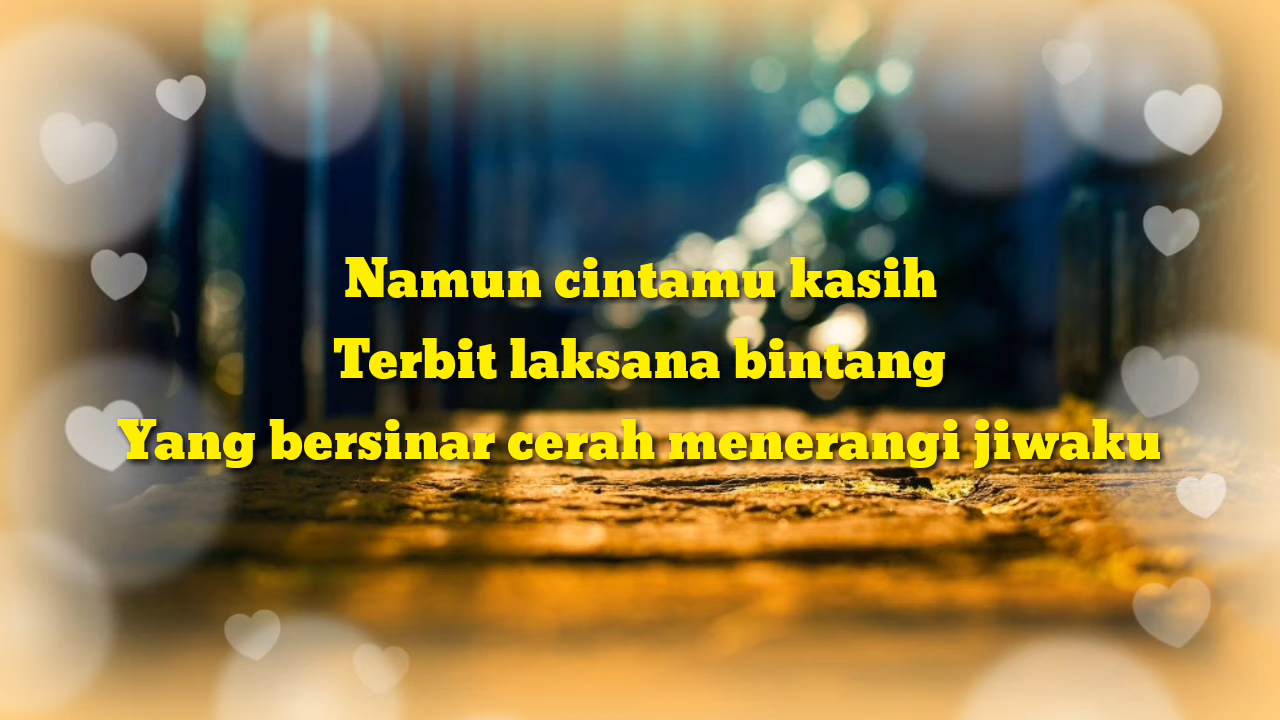 Namun cintamu kasih
Terbit laksana bintang
Yang bersinar cerah menerangi jiwaku